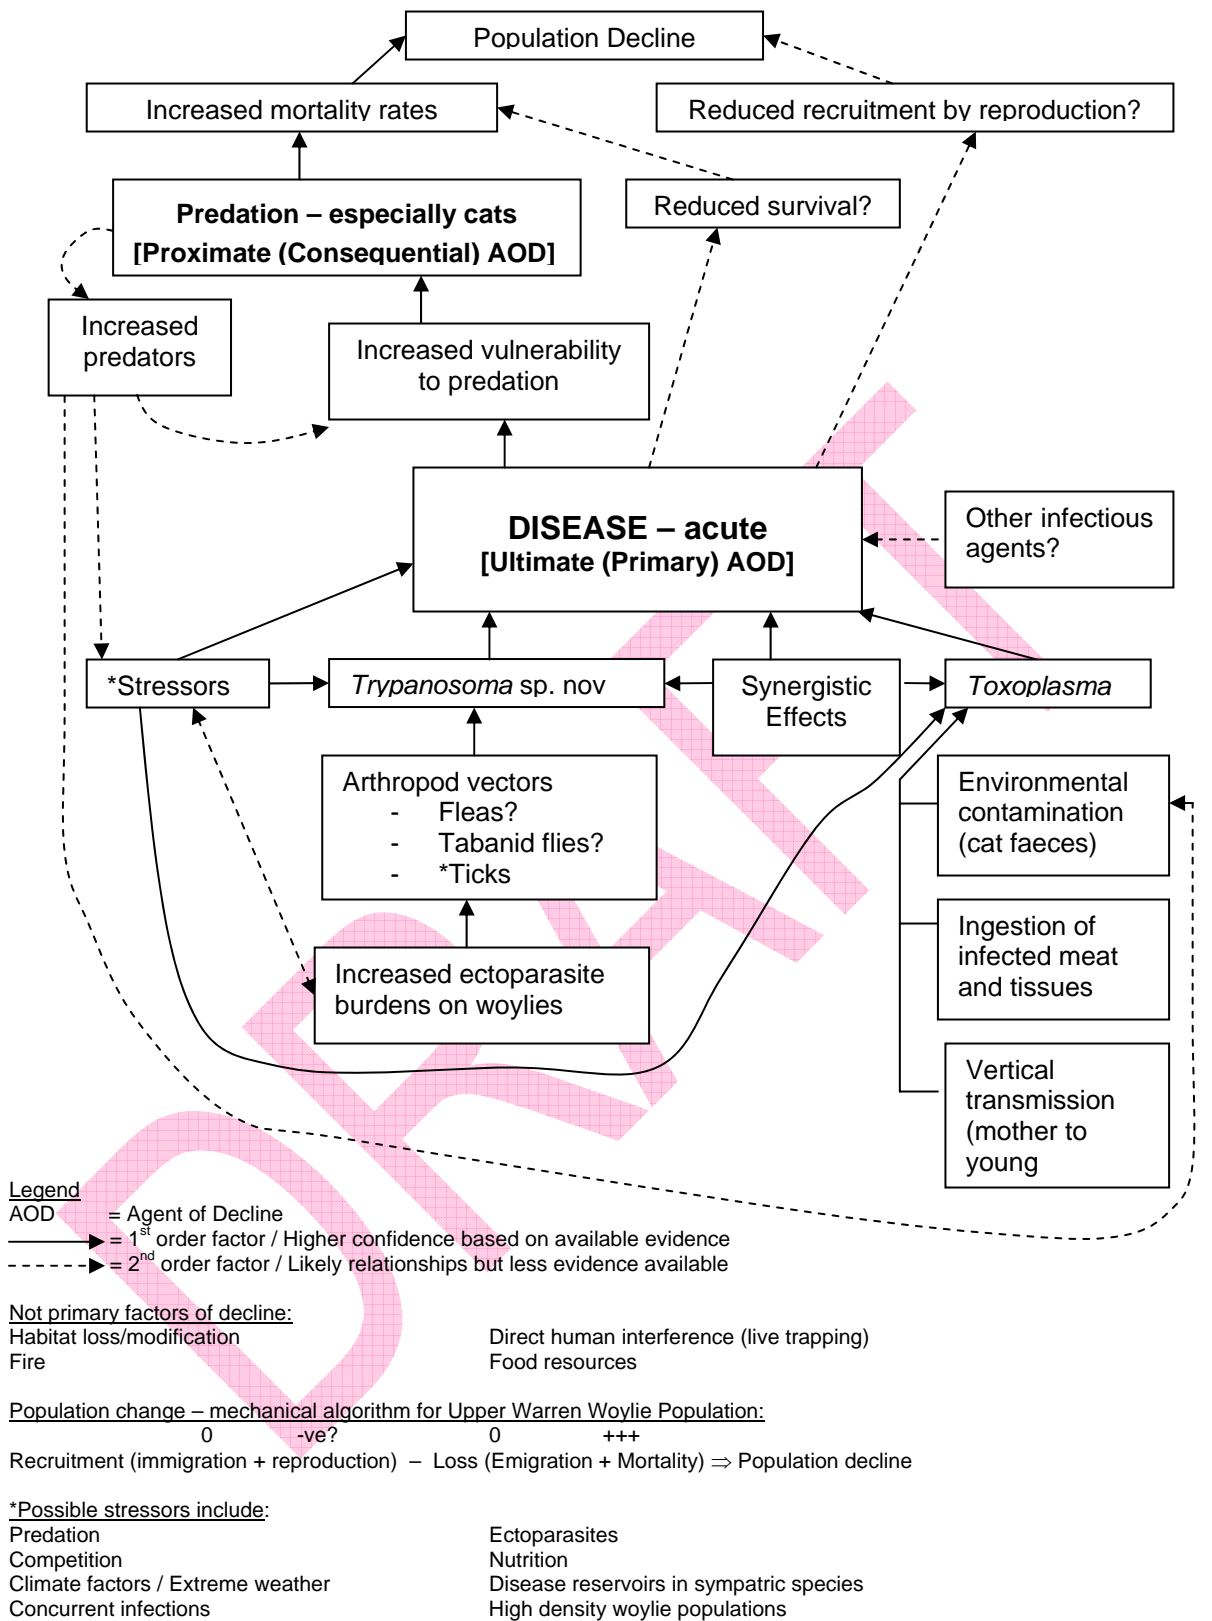 Population Decline
Increased mortality rates
Reduced recruitment by reproduction?
Predation – especially cats
[Proximate (Consequential) AOD]
Reduced survival?
Increased
predators
Increased vulnerability
to predation
DISEASE – acute
[Ultimate (Primary) AOD]
Other infectious
agents?
*Stressors
Trypanosoma sp. nov
Synergistic
Effects
Toxoplasma
Arthropod vectors
- Fleas?
- Tabanid flies?
- *Ticks
Environmental
contamination
(cat faeces)
Increased ectoparasite
burdens on woylies
Ingestion of
infected meat
and tissues
Vertical
transmission
(mother to
young
DRAFT
Legend
AOD = Agent of Decline
= 1st order factor / Higher confidence based on available evidence
= 2nd order factor / Likely relationships but less evidence available
Not primary factors of decline:
Habitat loss/modification Direct human interference (live trapping)
Fire Food resources
Population change – mechanical algorithm for Upper Warren Woylie Population:
0 -ve? 0 +++
Recruitment (immigration + reproduction) – Loss (Emigration + Mortality) ⇒ Population decline
*Possible stressors include:
Predation Ectoparasites
Competition Nutrition
Climate factors / Extreme weather Disease reservoirs in sympatric species
Concurrent infections High density woylie populations